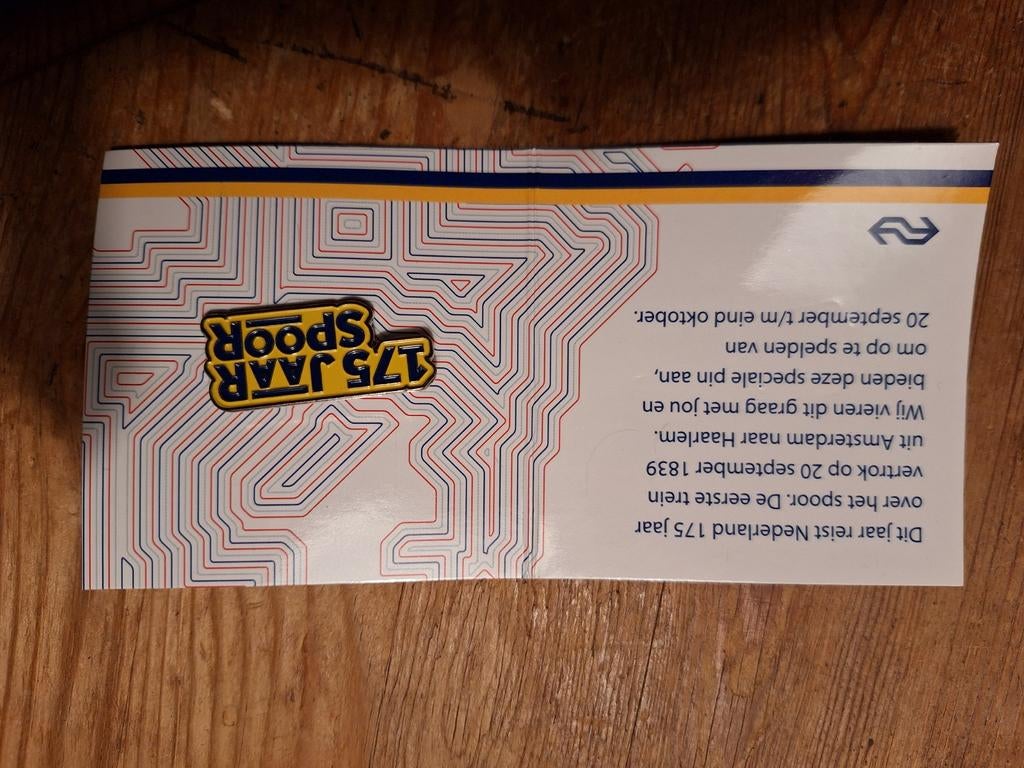 Dit jaar reist Nederland 175 jaar
over het spoor. De eerste trein
vertrok op 20 september 1839
uit Amsterdam naar Haarlem.
Wij vieren dit graag met jou en
bieden deze speciale pin aan,
om op te spelden van
20 september t/m eind oktober.
175 JAAR
SPOOR